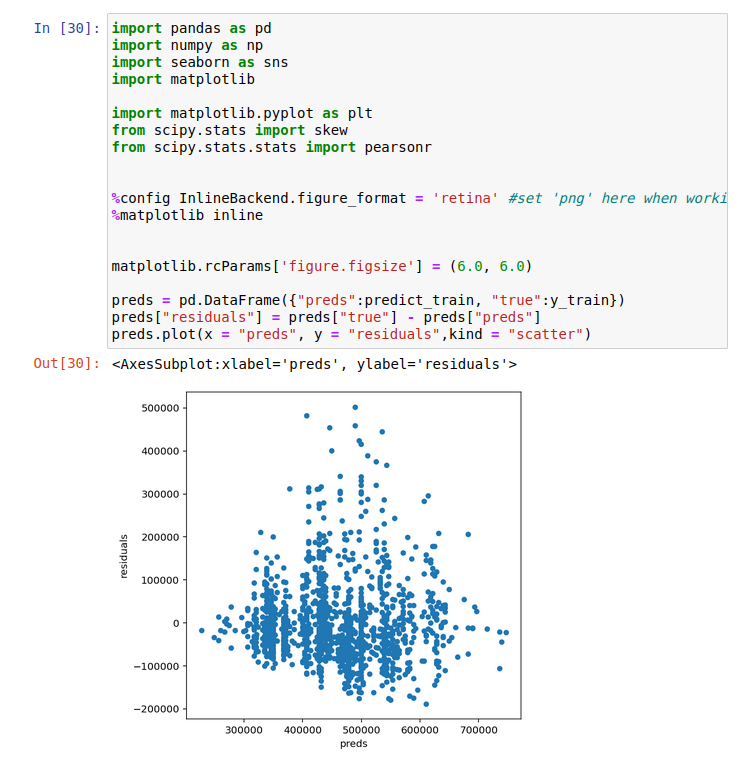 In [30]:
import pandas as pd
import numpy as np
import seaborn as sns
import matplotlib
import matplotlib.pyplot as plt
from scipy.stats import skew
from scipy.stats.stats import pearsonr
%config InlineBackend.figure_format = 'retina' #set 'png' here when worki
%matplotlib inline
matplotlib.rcParams['figure.figsize'] = (6.0, 6.0)
preds = pd.DataFrame({"preds":predict_train, "true":y_train})
preds["residuals"] = preds["true"] - preds["preds"]
preds.plot(x = "preds", y = "residuals",kind = "scatter")
Out[30]: <AxesSubplot:xlabel='preds', ylabel='residuals'>
500000
400000
300000
200000
100000
0
−100000
−200000
residuals
300000 400000 500000 600000 700000
preds